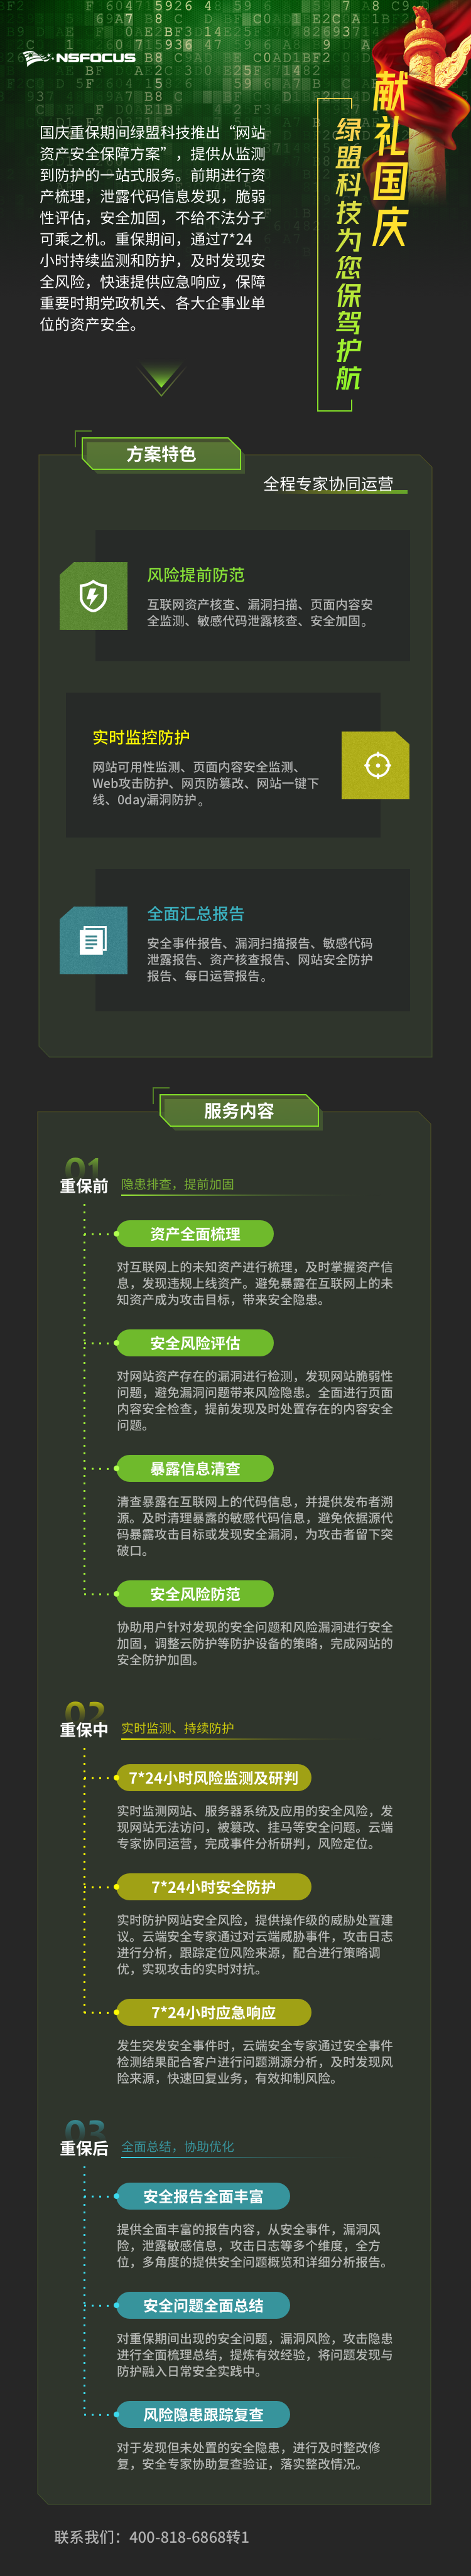 NSFOCUS
献礼国庆
绿盟科技为您保驾护航
国庆重保期间绿盟科技推出“网站
资产安全保障方案”，提供从监测
到防护的一站式服务。前期进行资
产梳理，泄露代码信息发现，脆弱
性评估，安全加固，不给不法分子
可乘之机。重保期间，通过7*24
小时持续监测和防护，及时发现安
全风险，快速提供应急响应，保障
重要时期党政机关、各大企事业单
位的资产安全。
方案特色
全程专家协同运营
风险提前防范
互联网资产核查、漏洞扫描、页面内容安
全监测、敏感代码泄露核查、安全加固。
实时监控防护
网站可用性监测、页面内容安全监测、
Web攻击防护、网页防篡改、网站一键下
线、0day漏洞防护。
全面汇总报告
安全事件报告、漏洞扫描报告、敏感代码
泄露报告、资产核查报告、网站安全防护
报告、每日运营报告。
服务内容
01
重保前
隐患排查，提前加固
资产全面梳理
对互联网上的未知资产进行梳理，及时掌握资产信
息，发现违规上线资产。避免暴露在互联网上的未
知资产成为攻击目标，带来安全隐患。
安全风险评估
对网站资产存在的漏洞进行检测，发现网站脆弱性
问题，避免漏洞问题带来风险隐患。全面进行页面
内容安全检查，提前发现及时处置存在的内容安全
问题。
暴露信息清查
清查暴露在互联网上的代码信息，并提供发布者溯
源。及时清理暴露的敏感代码信息，避免依据源代
码暴露攻击目标或发现安全漏洞，为攻击者留下突
破口。
安全风险防范
协助用户针对发现的安全问题和风险漏洞进行安全
加固，调整云防护等防护设备的策略，完成网站的
安全防护加固。
02
重保中
实时监测、持续防护
7*24小时风险监测及研判
实时监测网站、服务器系统及应用的安全风险，发
现网站无法访问，被篡改、挂马等安全问题。云端
专家协同运营，完成事件分析研判，风险定位。
7*24小时安全防护
实时防护网站安全风险，提供操作级的威胁处置建
议。云端安全专家通过对云端威胁事件，攻击日志
进行分析，跟踪定位风险来源，配合进行策略调
优，实现攻击的实时对抗。
7*24小时应急响应
发生突发安全事件时，云端安全专家通过安全事件
检测结果配合客户进行问题溯源分析，及时发现风
险来源，快速回复业务，有效抑制风险。
03
重保后
全面总结，协助优化
安全报告全面丰富
提供全面丰富的报告内容，从安全事件，漏洞风
险，泄露敏感信息，攻击日志等多个维度，全方
位，多角度的提供安全问题概览和详细分析报告。
安全问题全面总结
对重保期间出现的安全问题，漏洞风险，攻击隐患
进行全面梳理总结，提炼有效经验，将问题发现与
防护融入日常安全实践中。
风险隐患跟踪复查
对于发现但未处置的安全隐患，进行及时整改修
复，安全专家协助复查验证，落实整改情况。
联系我们：400-818-6868转1